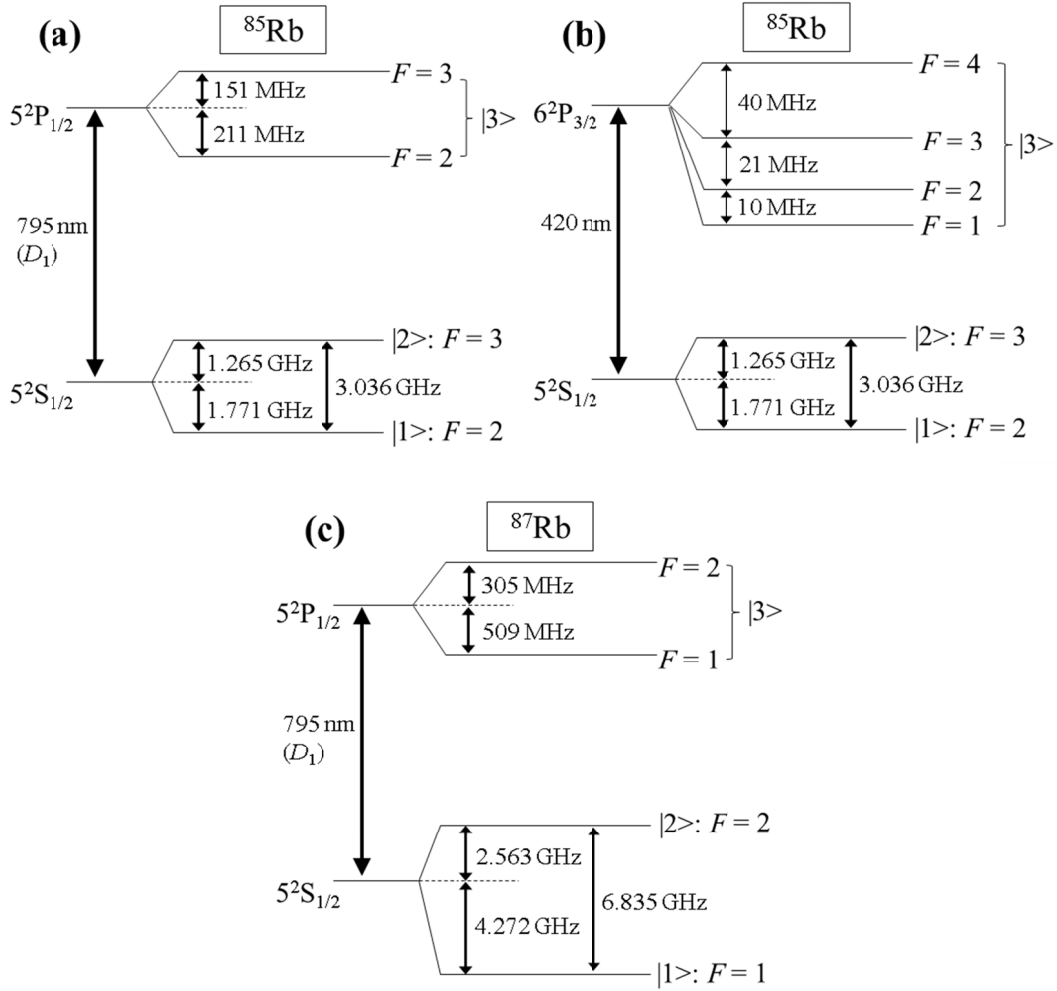 (a)
⁸⁵Rb
F = 3
151 MHz
5²P₁/₂
|3>
211 MHz
F = 2
795 nm
(D₁)
|2>: F = 3
1.265 GHz
3.036 GHz
5²S₁/₂
1.771 GHz
|1>: F = 2
(b)
⁸⁵Rb
F = 4
40 MHz
6²P₃/₂
F = 3
|3>
21 MHz
F = 2
10 MHz
F = 1
420 nm
|2>: F = 3
1.265 GHz
3.036 GHz
5²S₁/₂
1.771 GHz
|1>: F = 2
(c)
⁸⁷Rb
F = 2
305 MHz
5²P₁/₂
|3>
509 MHz
F = 1
795 nm
(D₁)
|2>: F = 2
2.563 GHz
5²S₁/₂
6.835 GHz
4.272 GHz
|1>: F = 1